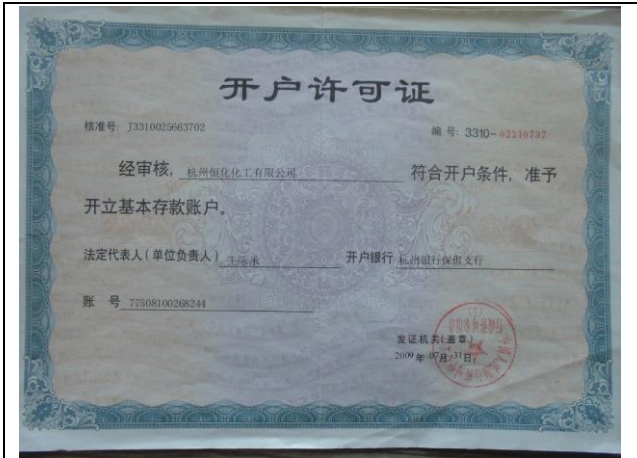 开户许可证
核准号: J3310025663702
编 号: 3310-02210737
经审核, 杭州恒化化工有限公司 符合开户条件, 准予
开立基本存款账户。
法定代表人(单位负责人) 开户银行 杭州银行保俶支行
账 号 77508100268244
发证机关(盖章)
2009 年 07月 31日